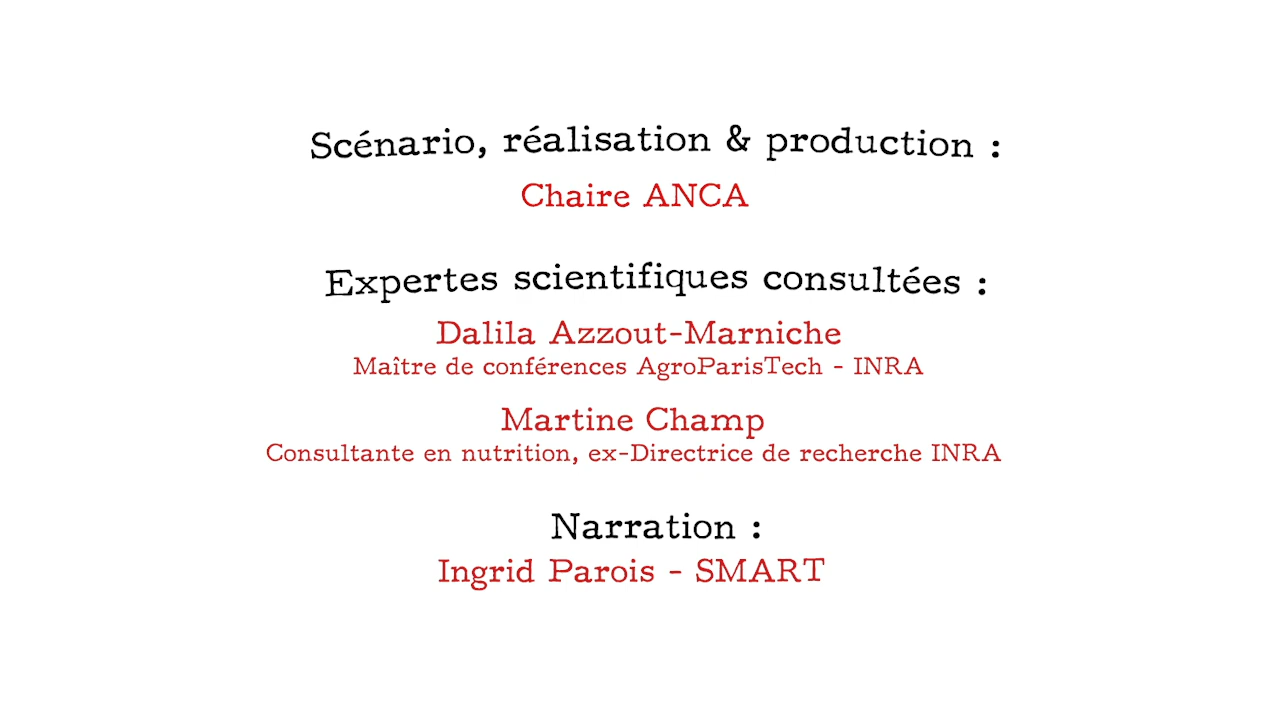 Scénario, réalisation & production :
Chaire ANCA
Expertes scientifiques consultées :
Dalila Azzout-Marniche
Maître de conférences AgroParisTech - INRA
Martine Champ
Consultante en nutrition, ex-Directrice de recherche INRA
Narration :
Ingrid Parois - SMART